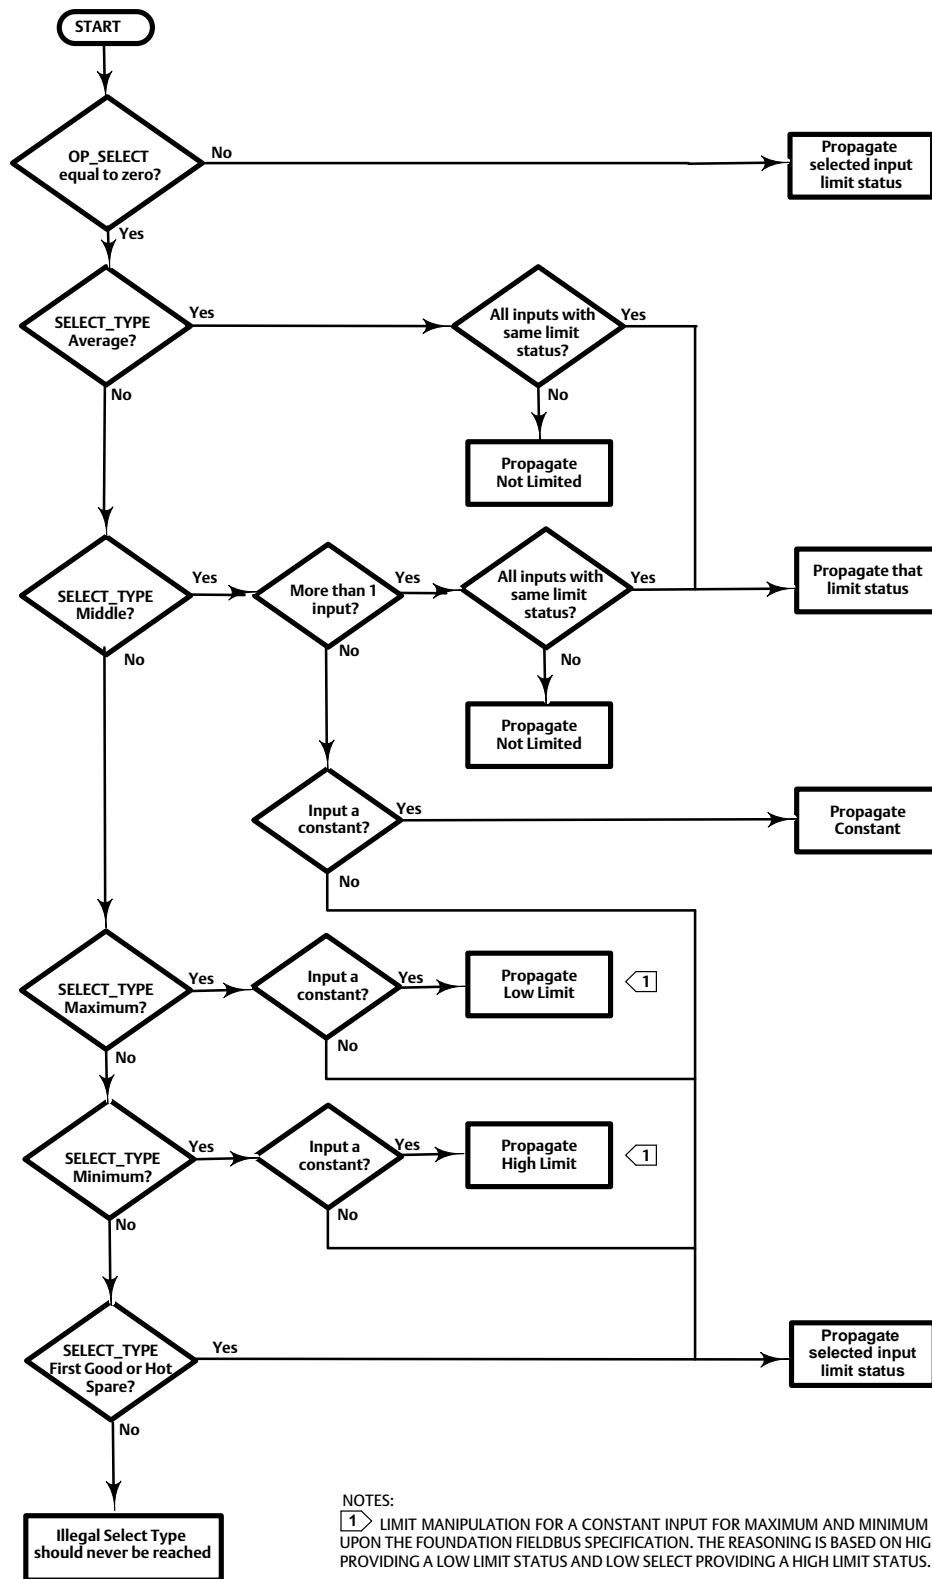 START
OP_SELECT
equal to zero?
No
Propagate
selected input
limit status
Yes
SELECT_TYPE
Average?
Yes
All inputs with
same limit
status?
Yes
No
No
Propagate
Not Limited
SELECT_TYPE
Middle?
Yes
More than 1
input?
Yes
All inputs with
same limit
status?
Yes
Propagate that
limit status
No
No
No
Propagate
Not Limited
Input a
constant?
Yes
Propagate
Constant
No
SELECT_TYPE
Maximum?
Yes
Input a
constant?
Yes
Propagate
Low Limit
1
No
No
SELECT_TYPE
Minimum?
Yes
Input a
constant?
Yes
Propagate
High Limit
1
No
No
SELECT_TYPE
First Good or Hot
Spare?
Yes
Propagate
selected input
limit status
No
Illegal Select Type
should never be reached
NOTES:
1 LIMIT MANIPULATION FOR A CONSTANT INPUT FOR MAXIMUM AND MINIMUM
UPON THE FOUNDATION FIELDBUS SPECIFICATION. THE REASONING IS BASED ON HIG
PROVIDING A LOW LIMIT STATUS AND LOW SELECT PROVIDING A HIGH LIMIT STATUS.